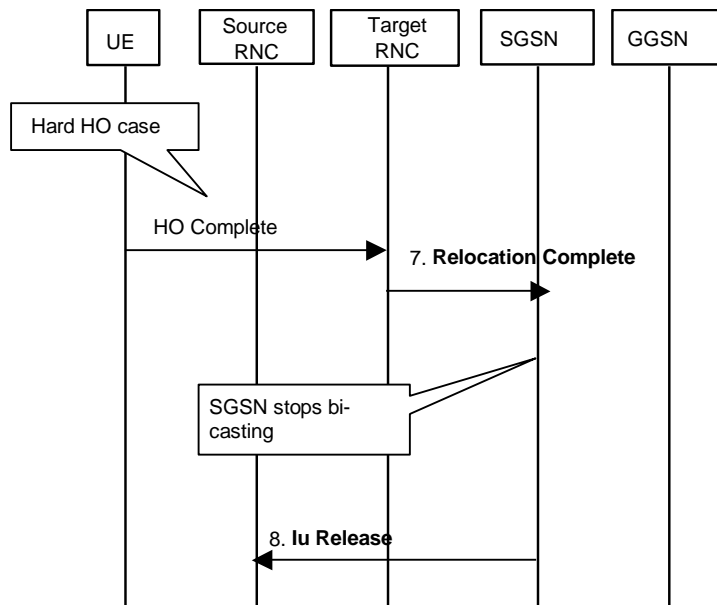 UE
Source
RNC
Target
RNC
SGSN
GGSN
Hard HO case
HO Complete
7. Relocation Complete
SGSN stops bi-
casting
8. Iu Release